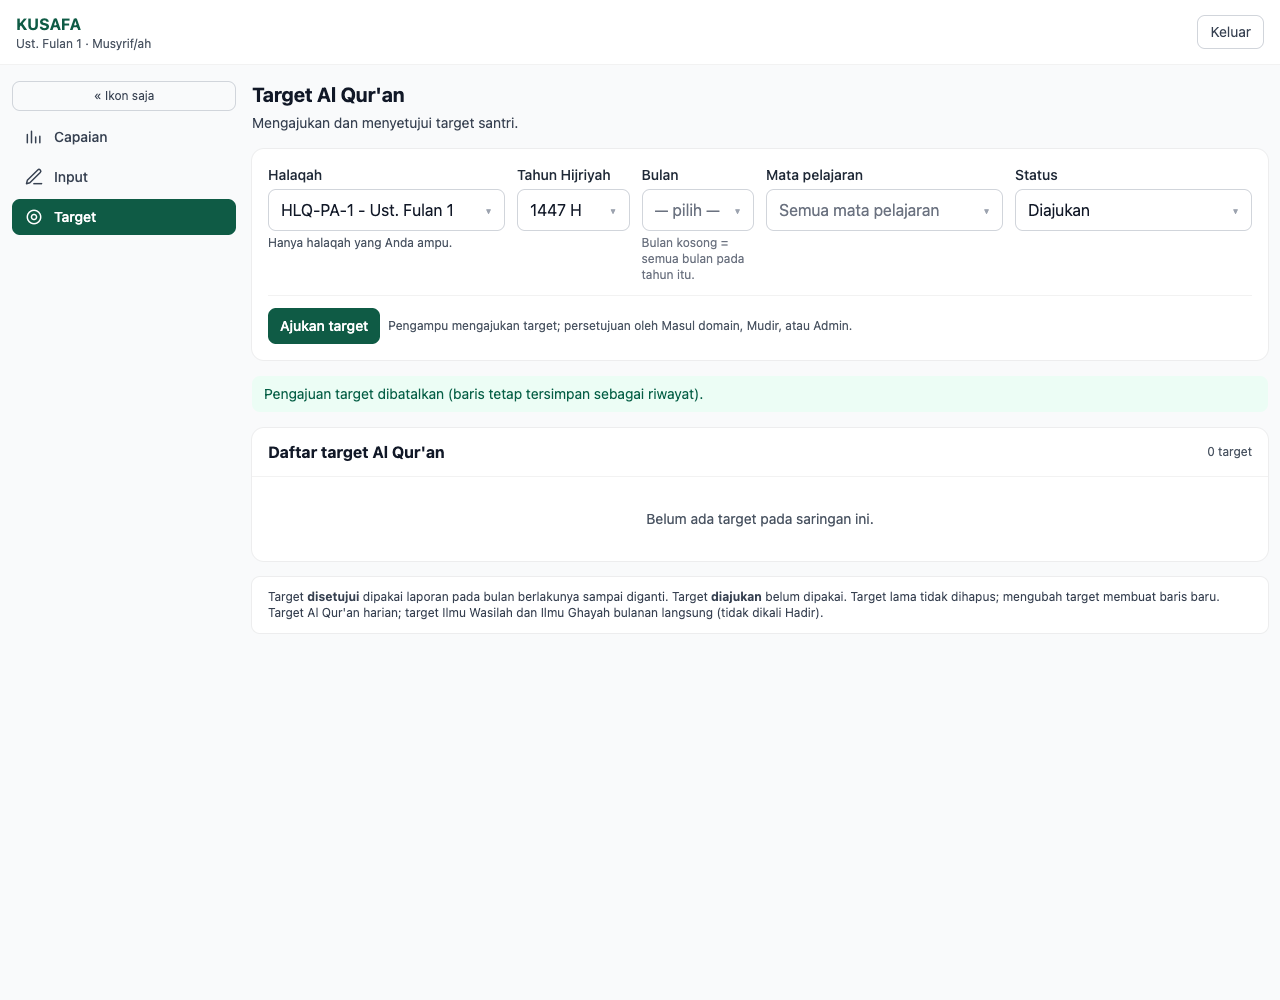 KUSAFA
Ust. Fulan 1 · Musyrif/ah
Keluar
« Ikon saja
Capaian
Input
Target
Target Al Qur'an
Mengajukan dan menyetujui target santri.
Halaqah
Tahun Hijriyah
Bulan
Mata pelajaran
Status
HLQ-PA-1 - Ust. Fulan 1
1447 H
— pilih —
Semua mata pelajaran
Diajukan
Hanya halaqah yang Anda ampu.
Bulan kosong =
semua bulan pada
tahun itu.
Ajukan target
Pengampu mengajukan target; persetujuan oleh Masul domain, Mudir, atau Admin.
Pengajuan target dibatalkan (baris tetap tersimpan sebagai riwayat).
Daftar target Al Qur'an
0 target
Belum ada target pada saringan ini.
Target disetujui dipakai laporan pada bulan berlakunya sampai diganti. Target diajukan belum dipakai. Target lama tidak dihapus; mengubah target membuat baris baru.
Target Al Qur'an harian; target Ilmu Wasilah dan Ilmu Ghayah bulanan langsung (tidak dikali Hadir).